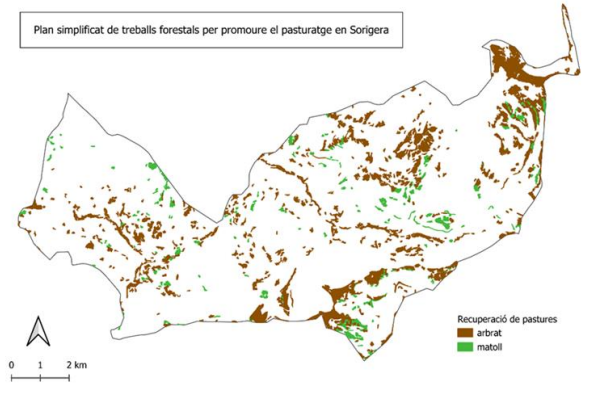 Plan simplificat de treballs forestals per promoure el pasturatge en Sorigera
Recuperació de pastures
arbrat
matoll
0 1 2 km